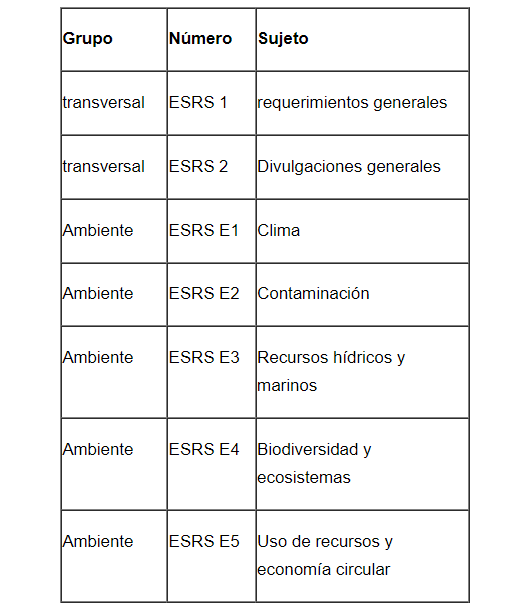 Grupo Número Sujeto
transversal ESRS 1 requerimientos generales
transversal ESRS 2 Divulgaciones generales
Ambiente ESRS E1 Clima
Ambiente ESRS E2 Contaminación
Ambiente ESRS E3 Recursos hídricos y
marinos
Ambiente ESRS E4 Biodiversidad y
ecosistemas
Ambiente ESRS E5 Uso de recursos y
economía circular